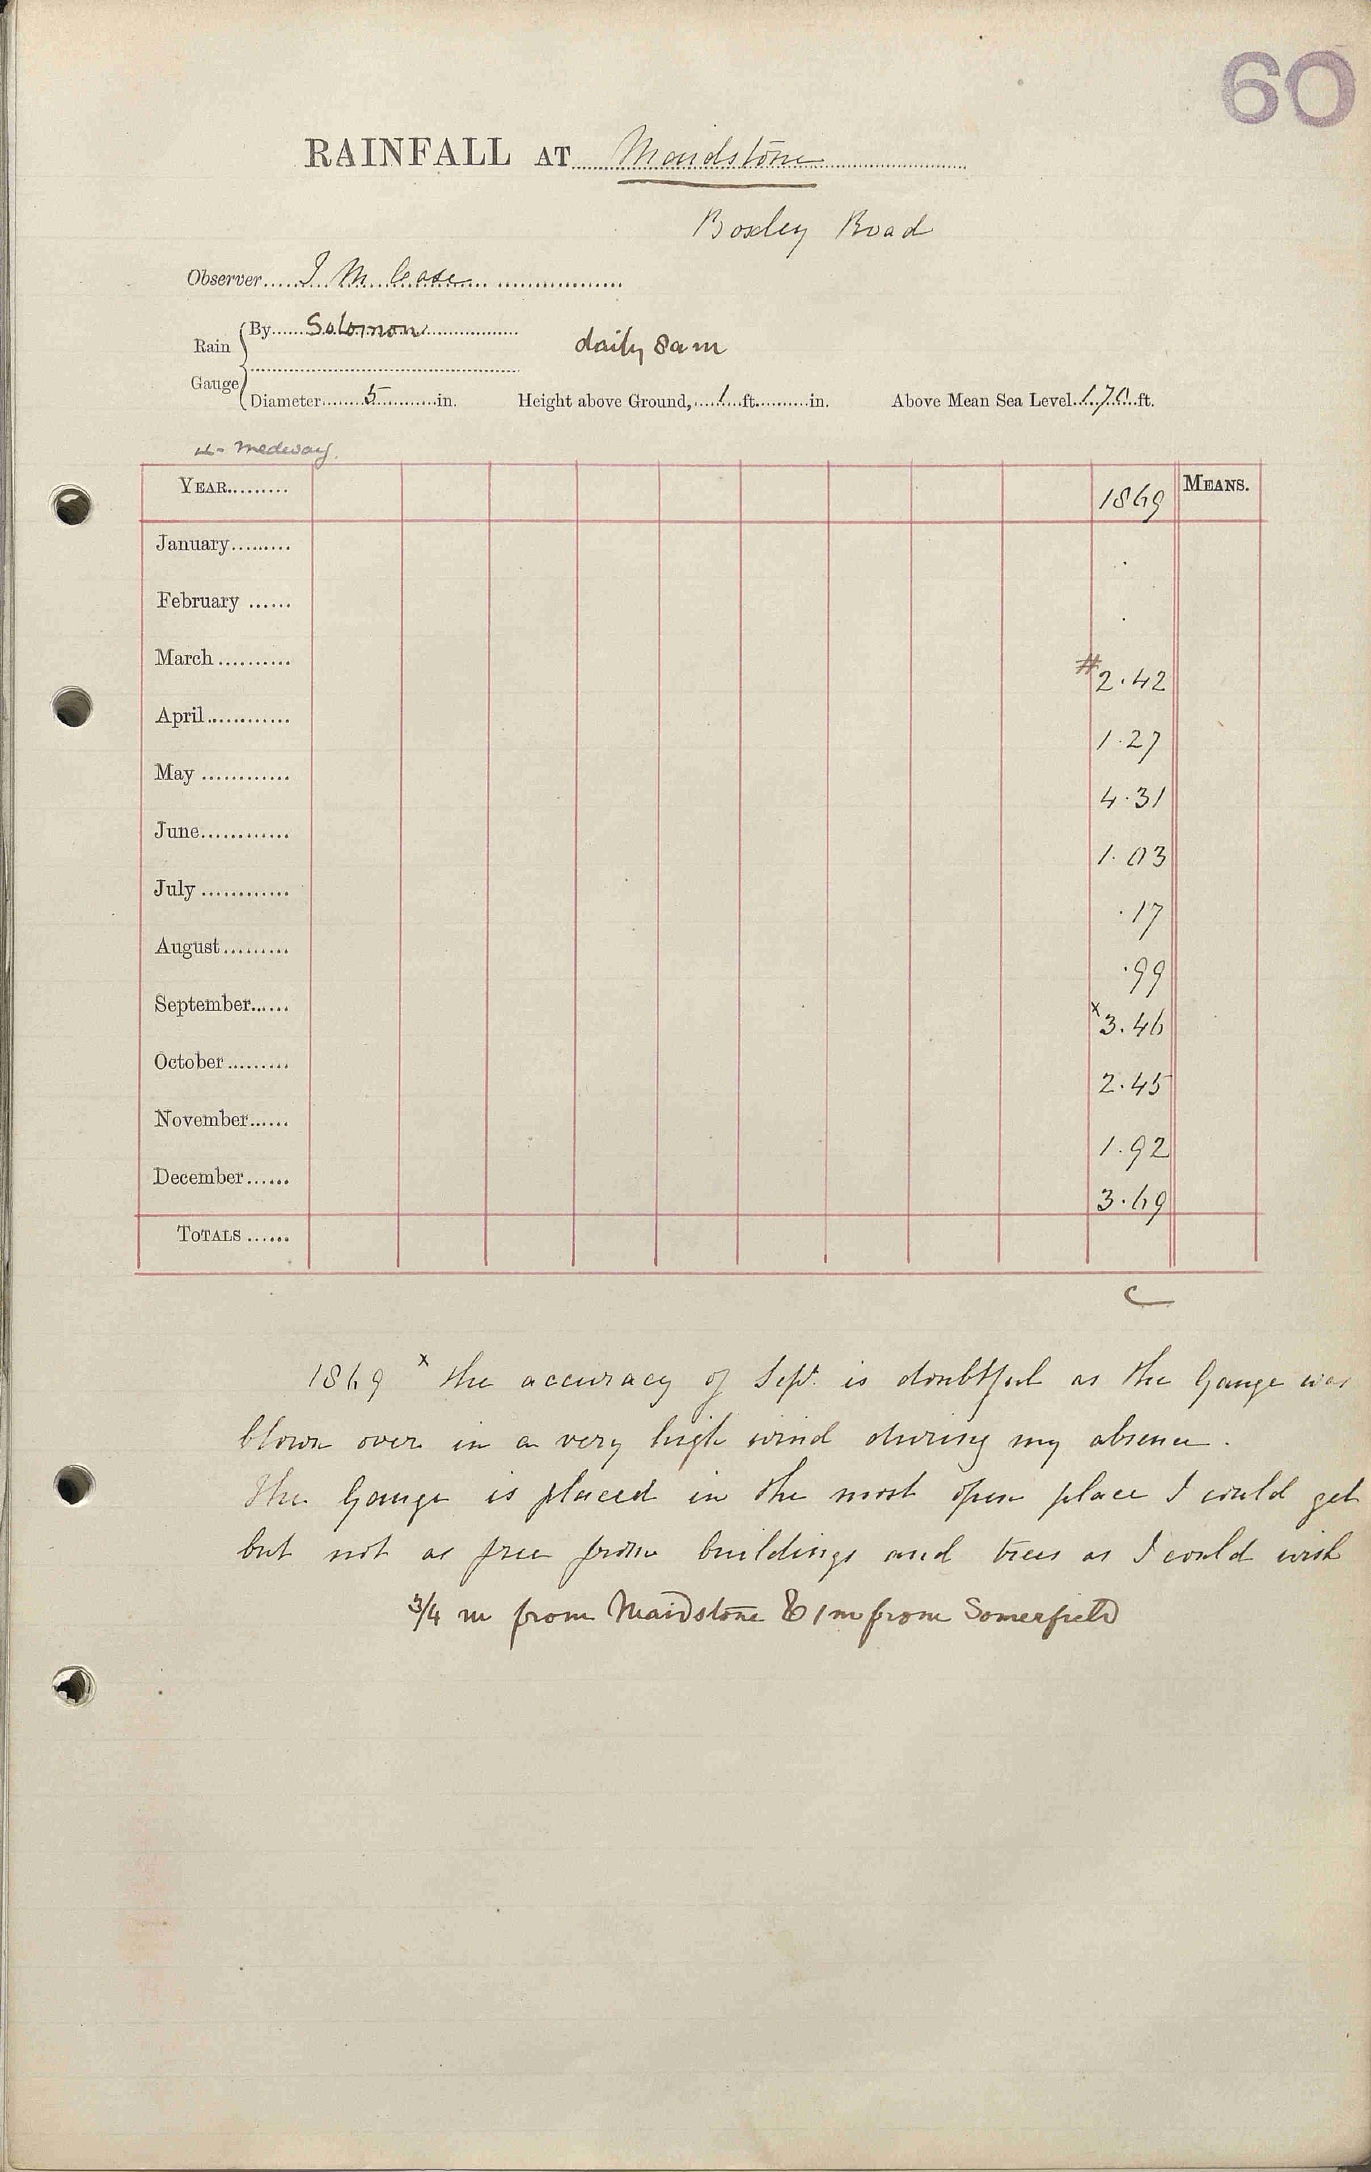 60
RAINFALL AT Maidstone
Boxley Road
Observer J M Case
Rain Gauge By Solomon
daily 8am
Diameter 5 in. Height above Ground, 1 ft. in. Above Mean Sea Level 170 ft.
Medway
YEAR 1869 MEANS.
January .
February .
March # 2.42
April 1.27
May 4.31
June 1.03
July .17
August .99
September x 3.46
October 2.45
November 1.92
December 3.69
TOTALS
C
1869 x the accuracy of Sept. is doubtful as the Gauge was
blown over in a very high wind during my absence.
The Gauge is placed in the most open place I could get
but not as free from buildings and trees as I could wish
3/4 m from Maidstone & 1 m from Somerfield